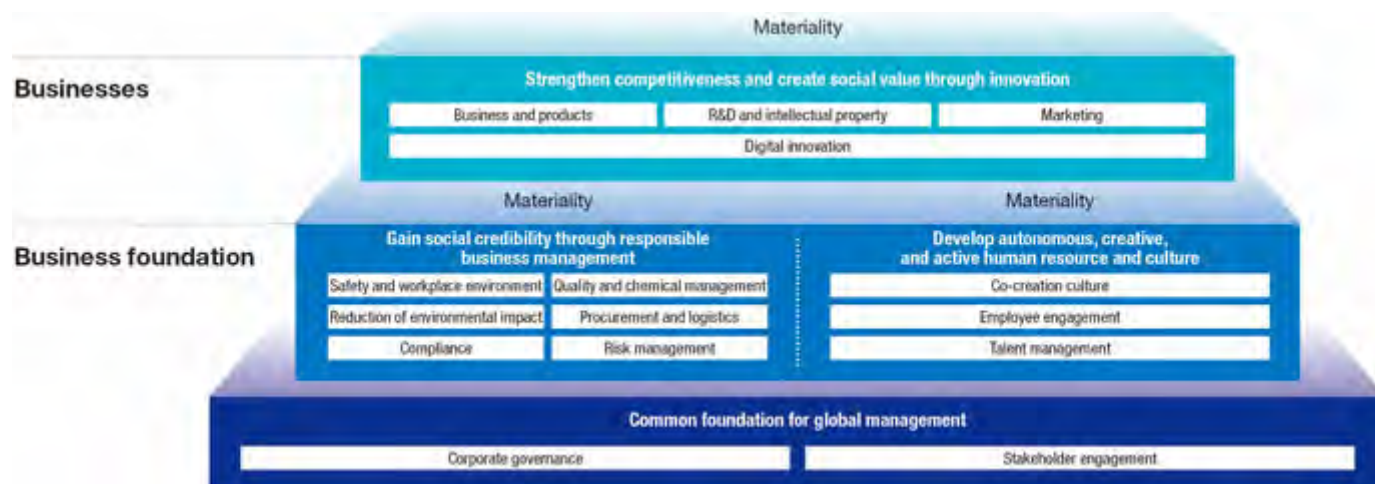 Materiality
Businesses
Strengthen competitiveness and create social value through innovation
Business and products
R&D and intellectual property
Marketing
Digital innovation
Materiality
Materiality
Business foundation
Gain social credibility through responsible
business management
Safety and workplace environment
Quality and chemical management
Reduction of environmental impact
Procurement and logistics
Compliance
Risk management
Develop autonomous, creative,
and active human resource and culture
Co-creation culture
Employee engagement
Talent management
Common foundation for global management
Corporate governance
Stakeholder engagement